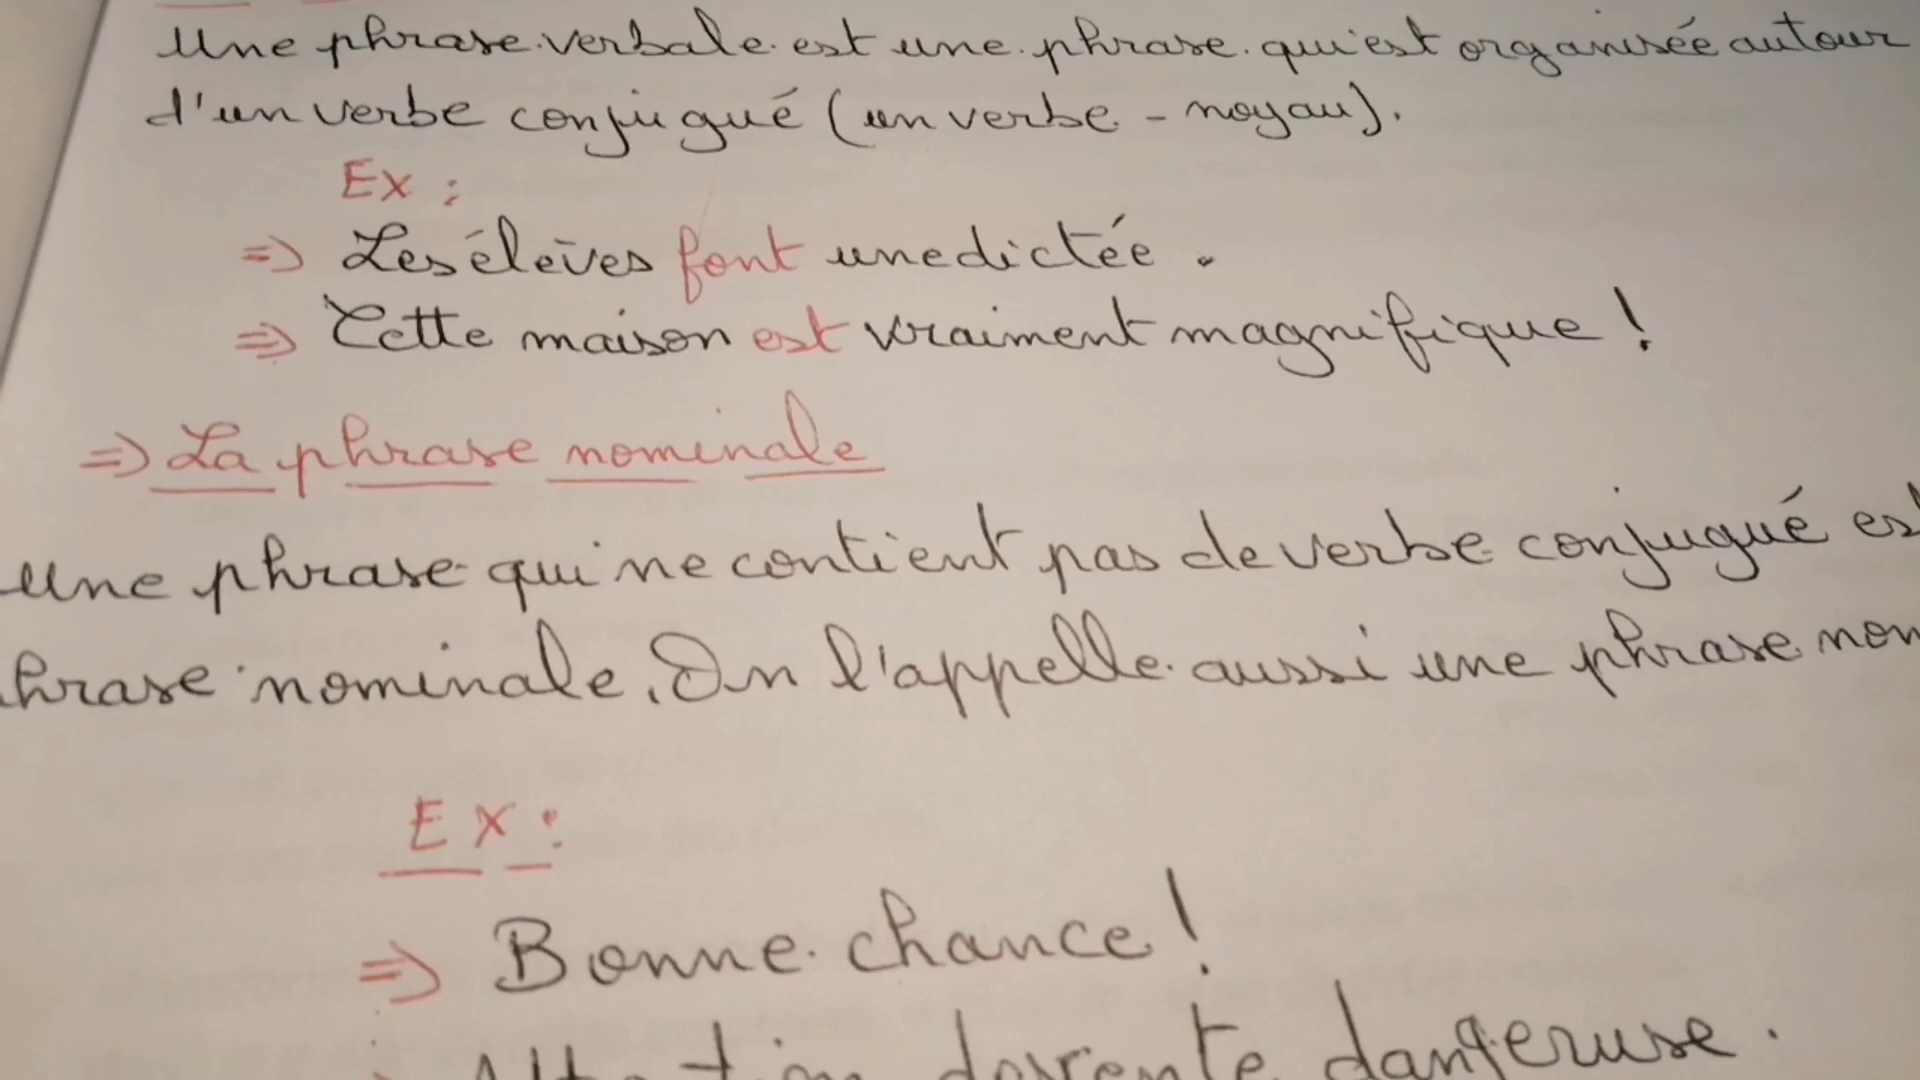 Une phrase verbale est une phrase qui est organisée autour
d'un verbe conjugué (un verbe - noyau).
Ex :
=> Les élèves font une dictée.
=> Cette maison est vraiment magnifique !
=> La phrase nominale
Une phrase qui ne contient pas de verbe conjugué
phrase nominale. On l'appelle aussi une phrase
Ex :
=> Bonne chance !